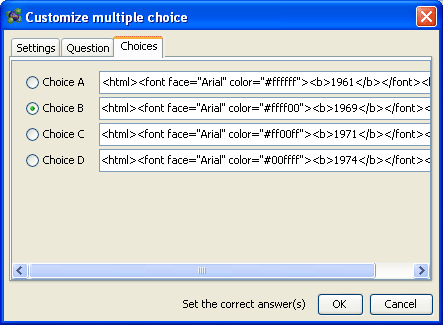 Customize multiple choice
Settings Question Choices
Choice A <html><font face="Arial" color="#ffffff"><b>1961</b></font><
Choice B <html><font face="Arial" color="#ffff00"><b>1969</b></font><
Choice C <html><font face="Arial" color="#ff00ff"><b>1971</b></font><
Choice D <html><font face="Arial" color="#00ffff"><b>1974</b></font><
Set the correct answer(s) OK Cancel